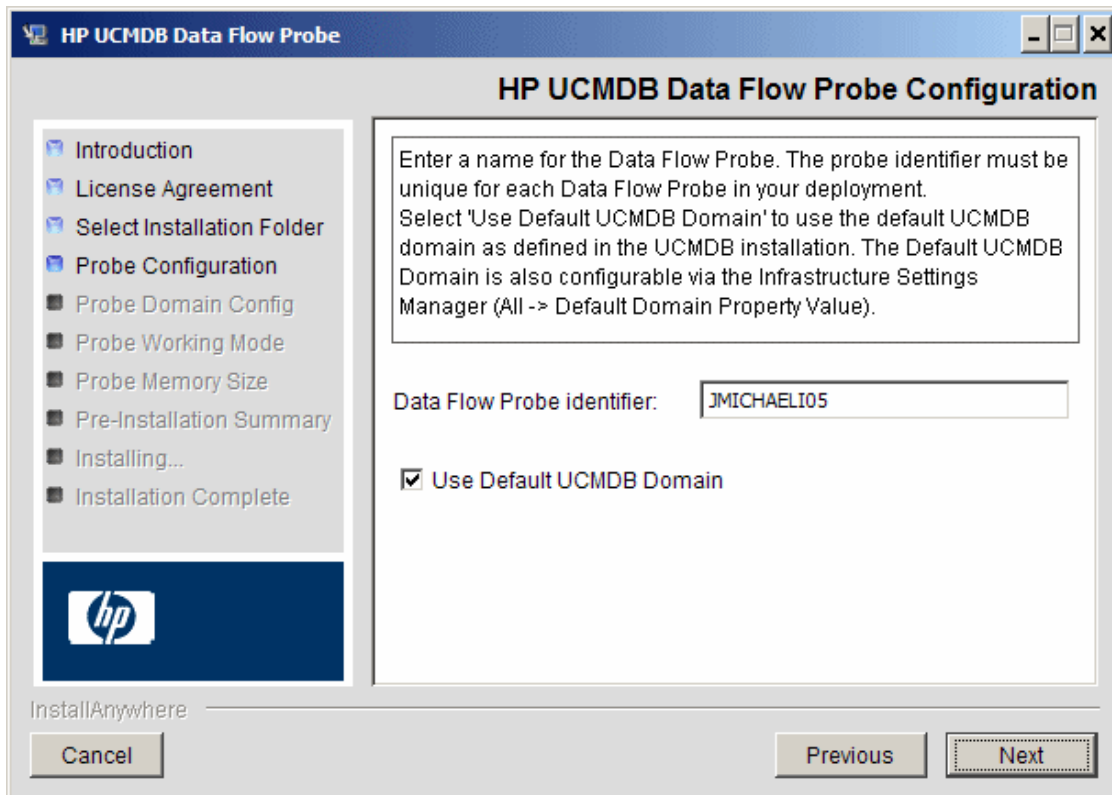 HP UCMDB Data Flow Probe
HP UCMDB Data Flow Probe Configuration
Introduction
License Agreement
Select Installation Folder
Probe Configuration
Probe Domain Config
Probe Working Mode
Probe Memory Size
Pre-Installation Summary
Installing...
Installation Complete
hp
Enter a name for the Data Flow Probe. The probe identifier must be
unique for each Data Flow Probe in your deployment.
Select 'Use Default UCMDB Domain' to use the default UCMDB
domain as defined in the UCMDB installation. The Default UCMDB
Domain is also configurable via the Infrastructure Settings
Manager (All -> Default Domain Property Value).
Data Flow Probe identifier: JMICHAELI05
Use Default UCMDB Domain
InstallAnywhere
Cancel Previous Next